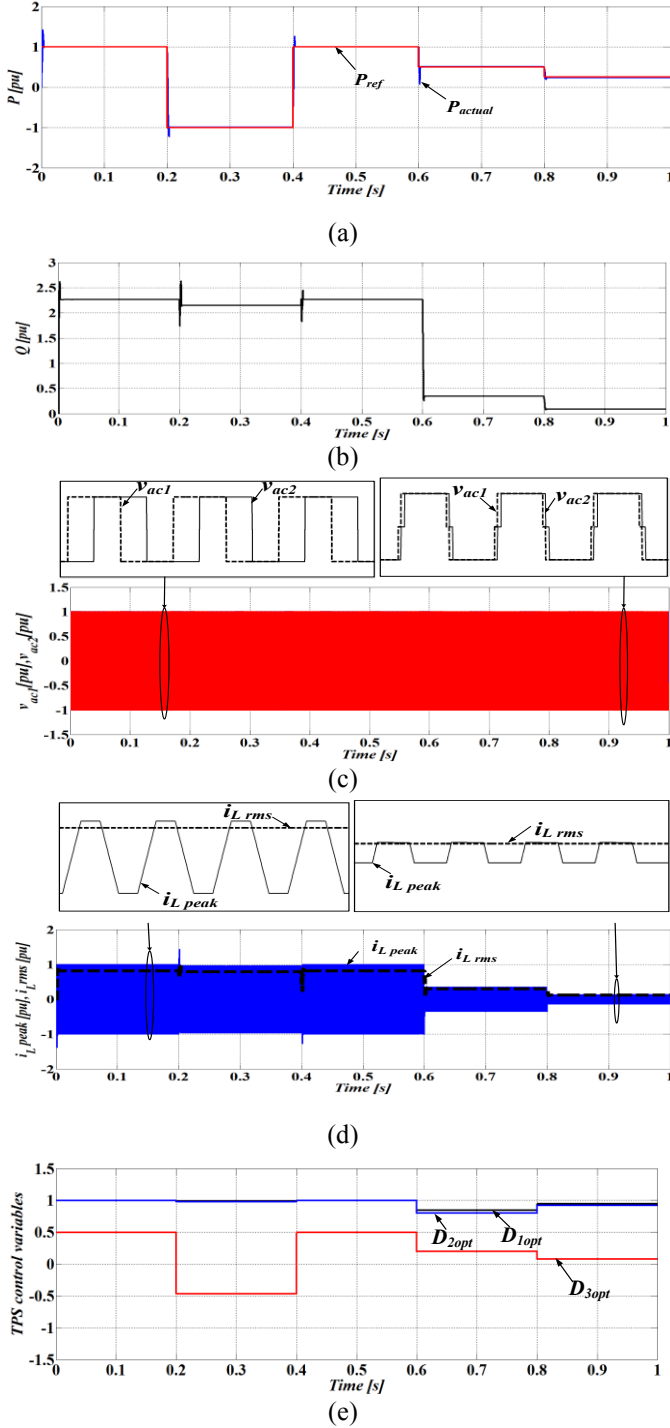 2
1
0
-1
-2
P [pu]
P_ref
P_actual
0 0.1 0.2 0.3 0.4 0.5 0.6 0.7 0.8 0.9 1
Time [s]
(a)
3
2.5
2
1.5
1
0.5
0
Q [pu]
0 0.1 0.2 0.3 0.4 0.5 0.6 0.7 0.8 0.9 1
Time [s]
(b)
v_ac1 v_ac2
v_ac1 v_ac2
1.5
1
0.5
0
-0.5
-1
-1.5
v_ac1[pu],v_ac2[pu]
0 0.1 0.2 0.3 0.4 0.5 0.6 0.7 0.8 0.9 1
Time [s]
(c)
i_L rms
i_L peak
i_L rms
i_L peak
2
1
0
-1
2
i_L peak [pu], i_L rms [pu]
i_L peak
i_L rms
0 0.1 0.2 0.3 0.4 0.5 0.6 0.7 0.8 0.9 1
Time [s]
(d)
1.5
1
0.5
0
-0.5
-1
-1.5
TPS control variables
D_2opt D_1opt
D_3opt
0 0.1 0.2 0.3 0.4 0.5 0.6 0.7 0.8 0.9 1
Time [s]
(e)